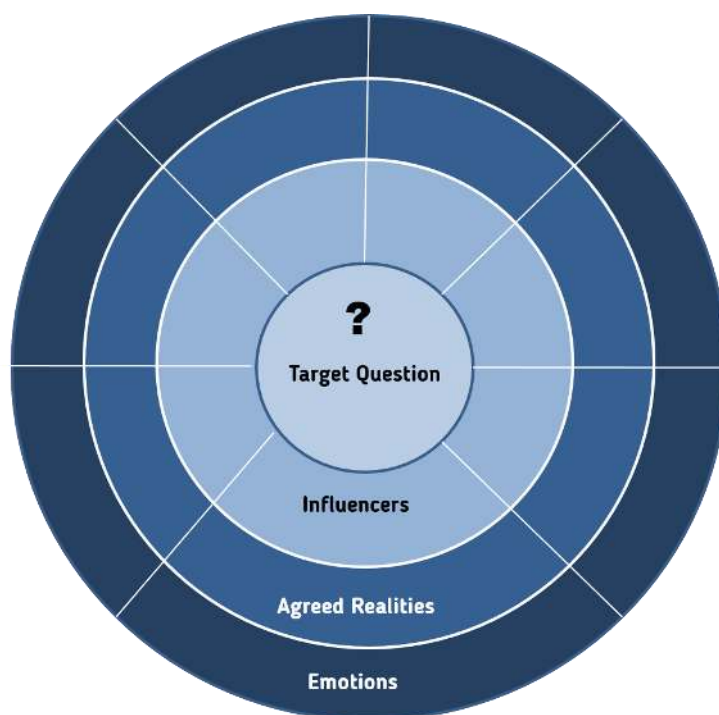 ?
Target Question
Influencers
Agreed Realities
Emotions